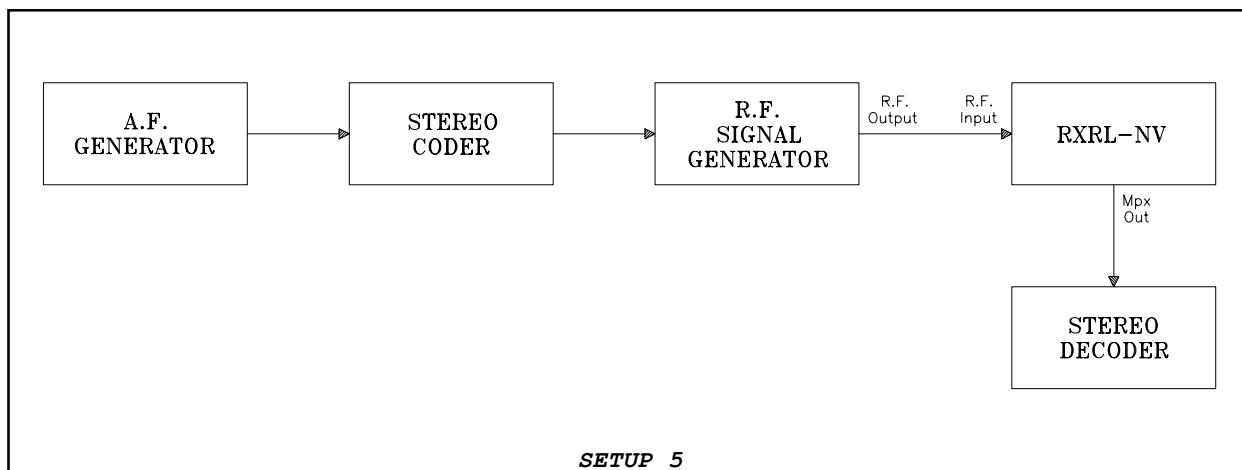 A.F.
GENERATOR
STEREO
CODER
R.F.
SIGNAL
GENERATOR
R.F.
Output
R.F.
Input
RXRL-NV
Mpx
Out
STEREO
DECODER
SETUP 5